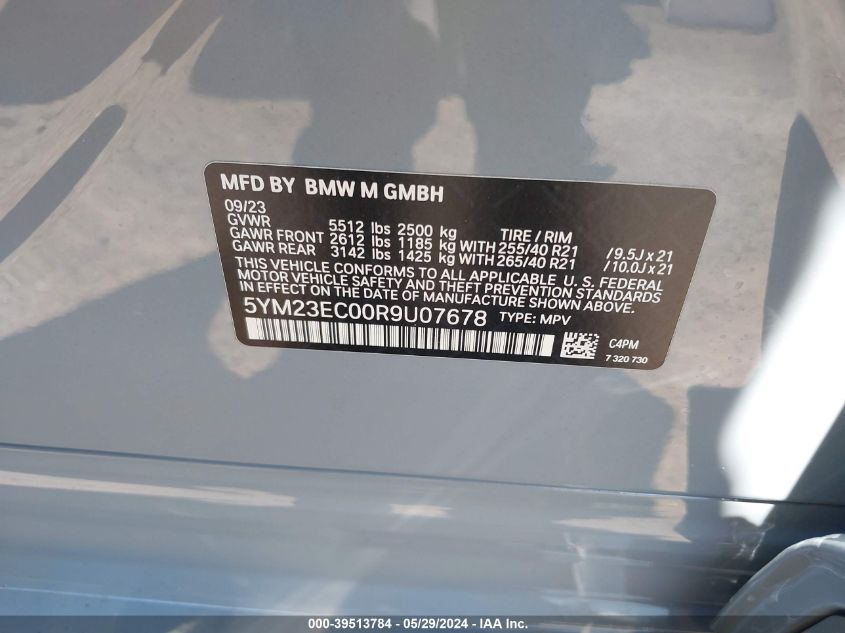 MFD BY BMW M GMBH
09/23
GVWR 5512 lbs 2500 kg TIRE / RIM
GAWR FRONT 2612 lbs 1185 kg WITH 255/40 R21 / 9.5J x 21
GAWR REAR 3142 lbs 1425 kg WITH 265/40 R21 / 10.0J x 21
THIS VEHICLE CONFORMS TO ALL APPLICABLE U. S. FEDERAL
MOTOR VEHICLE SAFETY AND THEFT PREVENTION STANDARDS
IN EFFECT ON THE DATE OF MANUFACTURE SHOWN ABOVE.
5YM23EC00R9U07678 TYPE: MPV
C4PM
7 320 730
000-39513784 - 05/29/2024 - IAA Inc.